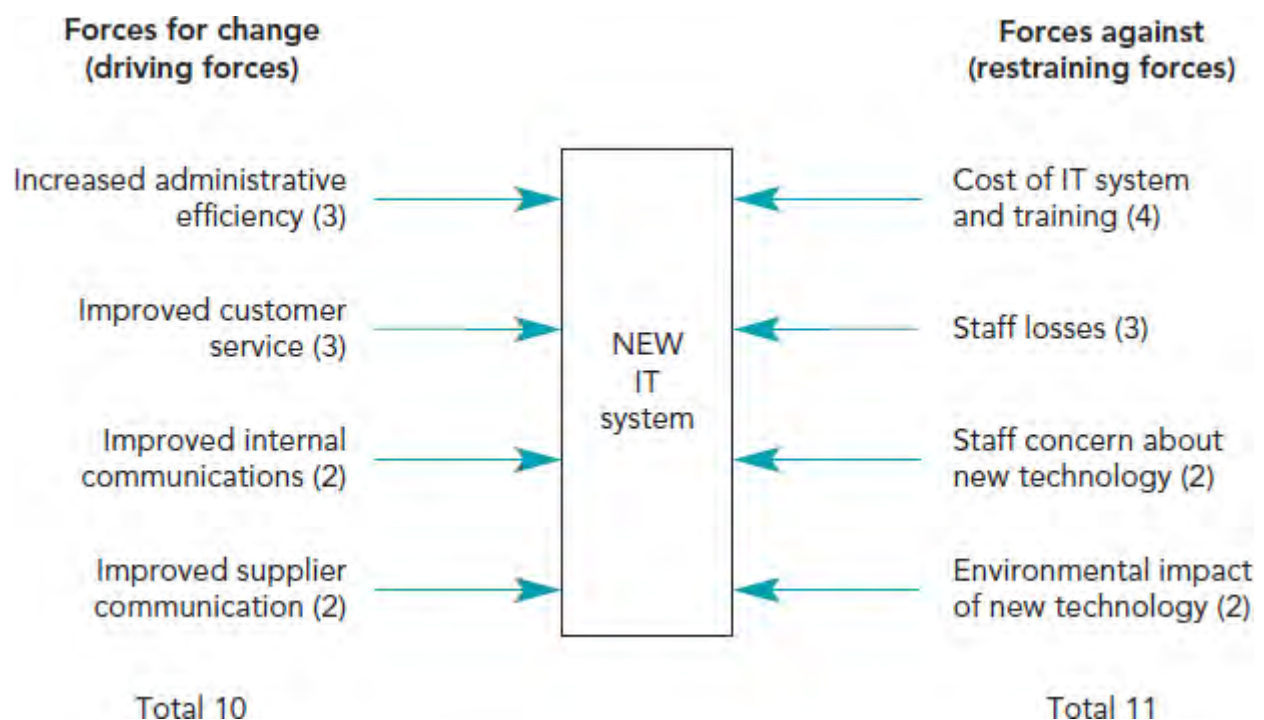 Forces for change
(driving forces)
Increased administrative
efficiency (3)
Improved customer
service (3)
Improved internal
communications (2)
Improved supplier
communication (2)
Total 10
NEW
IT
system
Forces against
(restraining forces)
Cost of IT system
and training (4)
Staff losses (3)
Staff concern about
new technology (2)
Environmental impact
of new technology (2)
Total 11